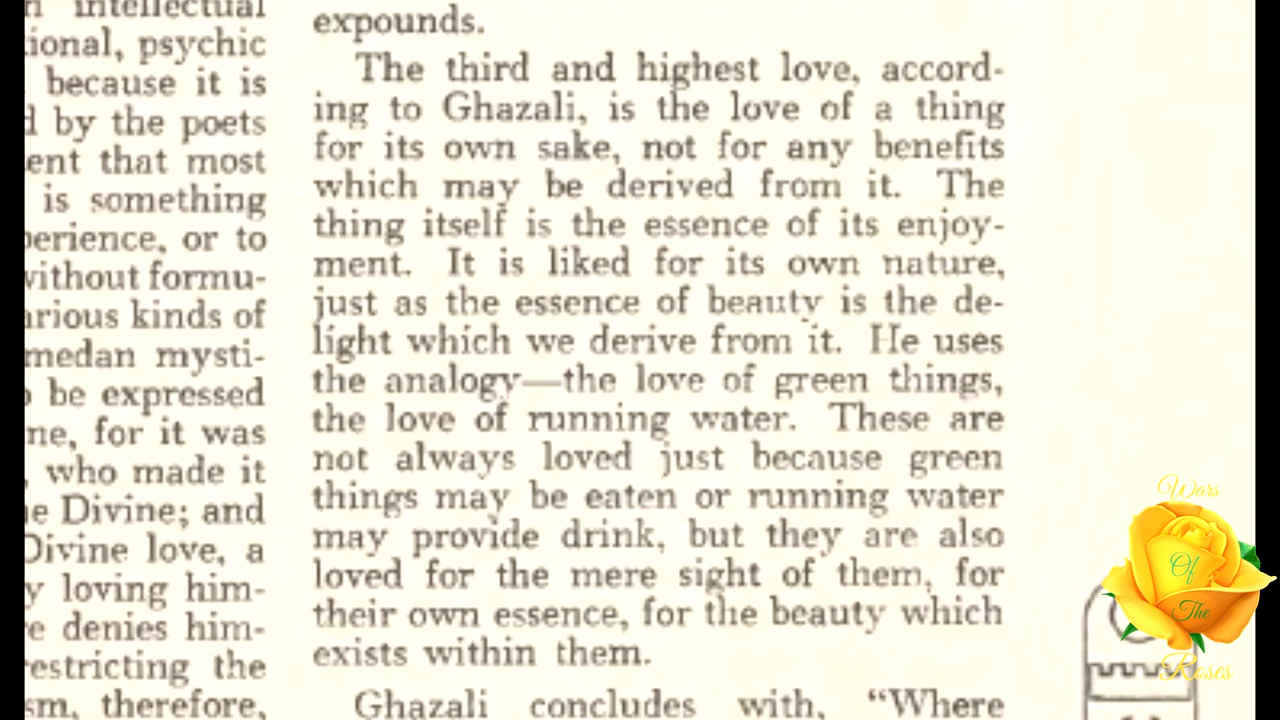 n intellectual
ional, psychic
because it is
d by the poets
ent that most
is something
perience, or to
without formu-
arious kinds of
medan mysti-
be expressed
ne, for it was
, who made it
e Divine; and
Divine love, a
y loving him-
e denies him-
restricting the
sm, therefore,
expounds.
The third and highest love, accord-
ing to Ghazali, is the love of a thing
for its own sake, not for any benefits
which may be derived from it. The
thing itself is the essence of its enjoy-
ment. It is liked for its own nature,
just as the essence of beauty is the de-
light which we derive from it. He uses
the analogy—the love of green things,
the love of running water. These are
not always loved just because green
things may be eaten or running water
may provide drink, but they are also
loved for the mere sight of them, for
their own essence, for the beauty which
exists within them.
Ghazali concludes with, “Where
Wars
Of
The
Roses